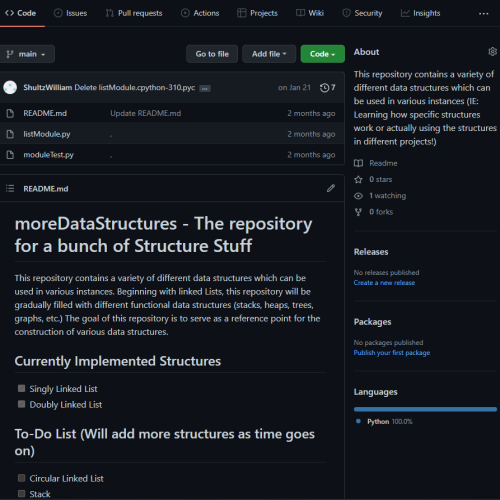 Code Issues Pull requests Actions Projects Wiki Security Insights ...
main Go to file Add file Code
ShultzWilliam Delete listModule.cpython-310.pyc ... on Jan 21 7
README.md Update README.md 2 months ago
listModule.py . 2 months ago
moduleTest.py . 2 months ago
README.md
moreDataStructures - The repository
for a bunch of Structure Stuff
This repository contains a variety of different data structures which can be
used in various instances. Beginning with linked Lists, this repository will be
gradually filled with different functional data structures (stacks, heaps, trees,
graphs, etc.) The goal of this repository is to serve as a reference point for the
construction of various data structures.
Currently Implemented Structures
Singly Linked List
Doubly Linked List
To-Do List (Will add more structures as time goes
on)
Circular Linked List
Stack
About
This repository contains a variety of
different data structures which can
be used in various instances (IE:
Learning how specific structures
work or actually using the structures
in different projects!)
Readme
0 stars
1 watching
0 forks
Releases
No releases published
Create a new release
Packages
No packages published
Publish your first package
Languages
Python 100.0%